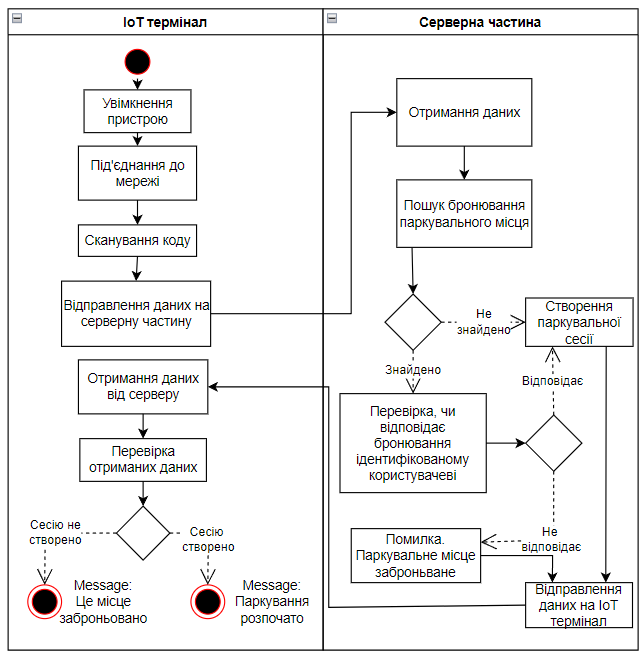 IoT термінал
Увімкнення
пристрою
Під'єднання до
мережі
Сканування коду
Відправлення даних на
серверну частину
Отримання даних
від серверу
Перевірка
отриманих даних
Сесію не
створено
Сесію
створено
Message:
Це місце
заброньовано
Message:
Паркування
розпочато
Серверна частина
Отримання даних
Пошук бронювання
паркувального місця
Не
знайдено
Створення
паркувальної
сесії
Знайдено
Відповідає
Перевірка, чи
відповідає
бронювання
ідентифікованому
користувачеві
Не
відповідає
Помилка.
Паркувальне місце
заброньване
Відправлення
даних на IoT
термінал